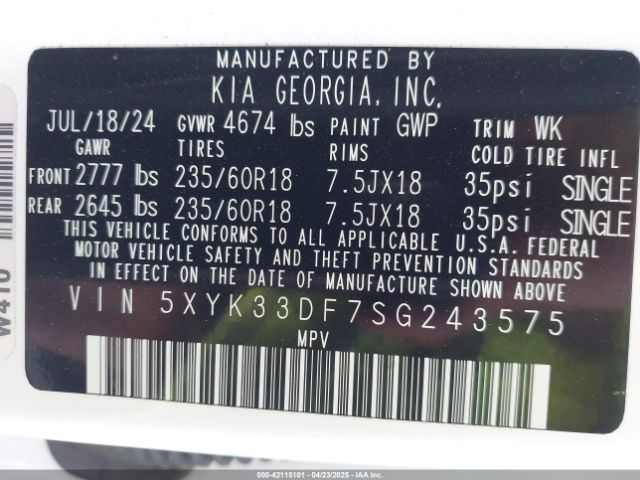 MANUFACTURED BY
KIA GEORGIA, INC.
JUL/18/24 GVWR 4674 lbs PAINT GWP TRIM WK
GAWR TIRES RIMS COLD TIRE INFL
FRONT 2777 lbs 235/60R18 7.5JX18 35psi SINGLE
REAR 2645 lbs 235/60R18 7.5JX18 35psi SINGLE
THIS VEHICLE CONFORMS TO ALL APPLICABLE U.S.A. FEDERAL
MOTOR VEHICLE SAFETY AND THEFT PREVENTION STANDARDS
IN EFFECT ON THE DATE OF MANUFACTURE SHOWN ABOVE
VIN 5XYK33DF7SG243575
MPV
W410
000-42115101 - 04/23/2025 - IAA Inc.